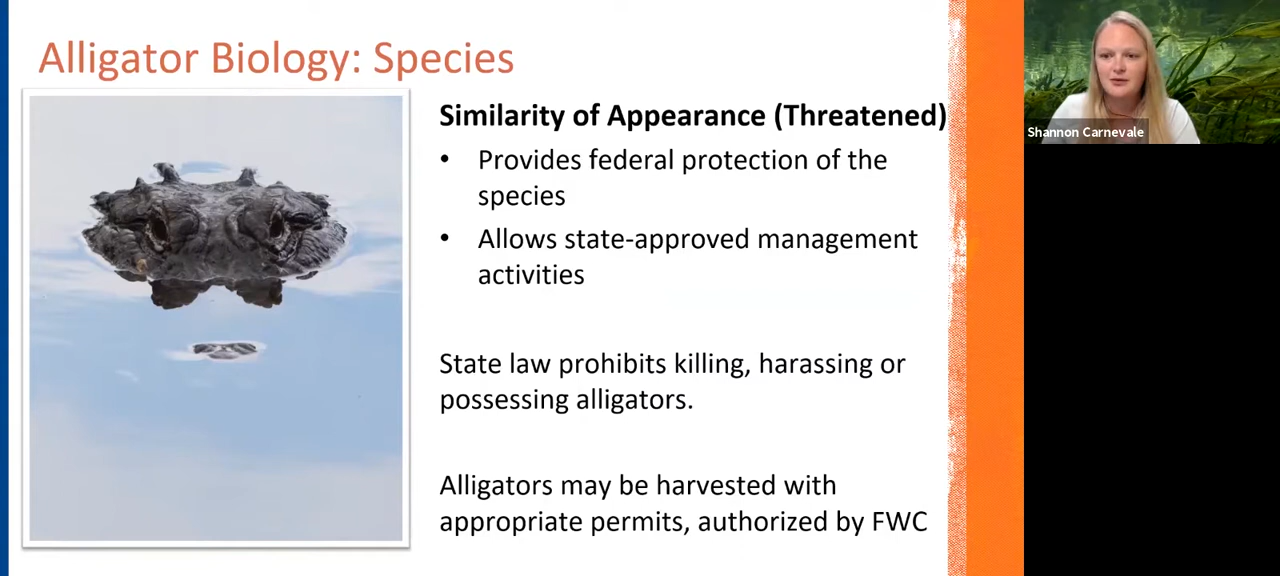 Alligator Biology: Species
Similarity of Appearance (Threatened)
• Provides federal protection of the
species
• Allows state-approved management
activities
State law prohibits killing, harassing or
possessing alligators.
Alligators may be harvested with
appropriate permits, authorized by FWC
Shannon Carnevale